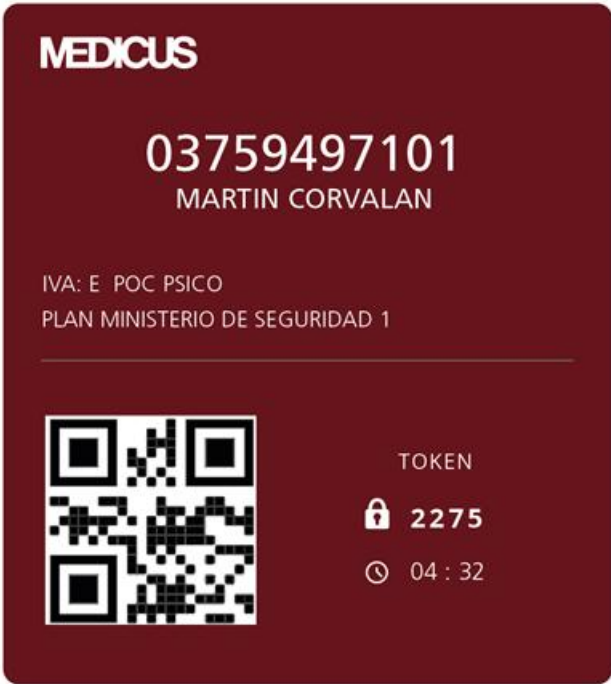 MEDICUS
03759497101
MARTIN CORVALAN
IVA: E POC PSICO
PLAN MINISTERIO DE SEGURIDAD 1
TOKEN
2275
04 : 32